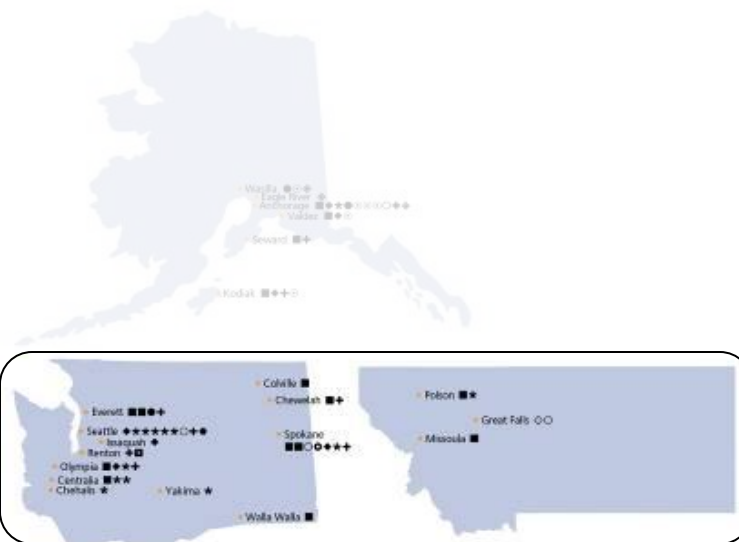 Wasilla
Eagle River
Anchorage
Valdez
Seward
Kodiak
Colville
Chewelah
Everett
Seattle
Issaquah
Renton
Spokane
Olympia
Centralia
Chehalis
Yakima
Walla Walla
Polson
Great Falls
Missoula